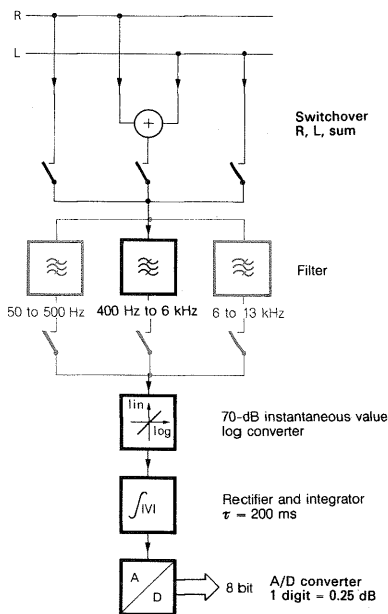 R
L
+
Switchover
R, L, sum
Filter
50 to 500 Hz
400 Hz to 6 kHz
6 to 13 kHz
lin
log
70-dB instantaneous value
log converter
∫IVI
Rectifier and integrator
τ = 200 ms
A
D
8 bit
A/D converter
1 digit = 0.25 dB